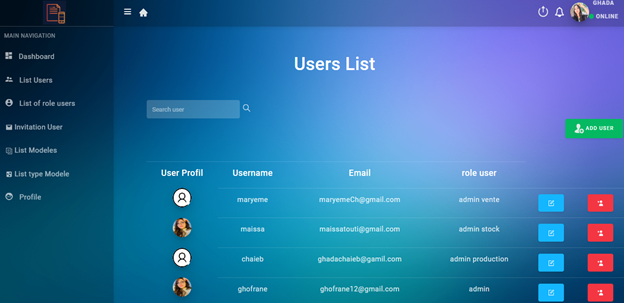 GHADA
ONLINE
MAIN NAVIGATION
Dashboard
List Users
List of role users
Invitation User
List Modeles
List type Modele
Profile
Users List
Search user
ADD USER
User Profil Username Email role user
maryeme maryemeCh@gmail.com admin vente
maissa maissatouti@gmail.com admin stock
chaieb ghadachaieb@gamil.com admin production
ghofrane ghofrane12@gmail.com admin